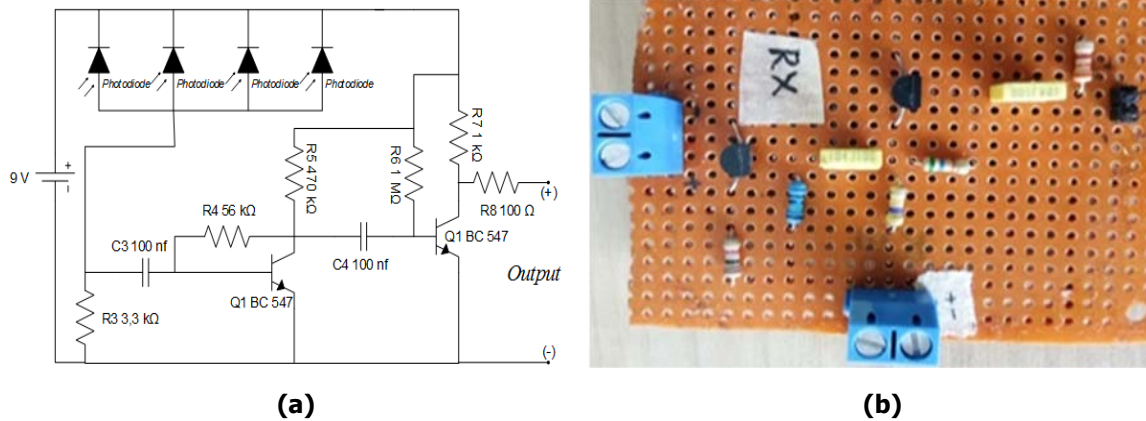 Photodiode
Photodiode
Photodiode
Photodiode
9 V
+
−
R5 470 kΩ
R6 1 MΩ
R7 1 kΩ
R8 100 Ω
(+)
R4 56 kΩ
C3 100 nf
C4 100 nf
Q1 BC 547
Q1 BC 547
Output
R3 3,3 kΩ
(-)
RX
+
+ -
(a)
(b)